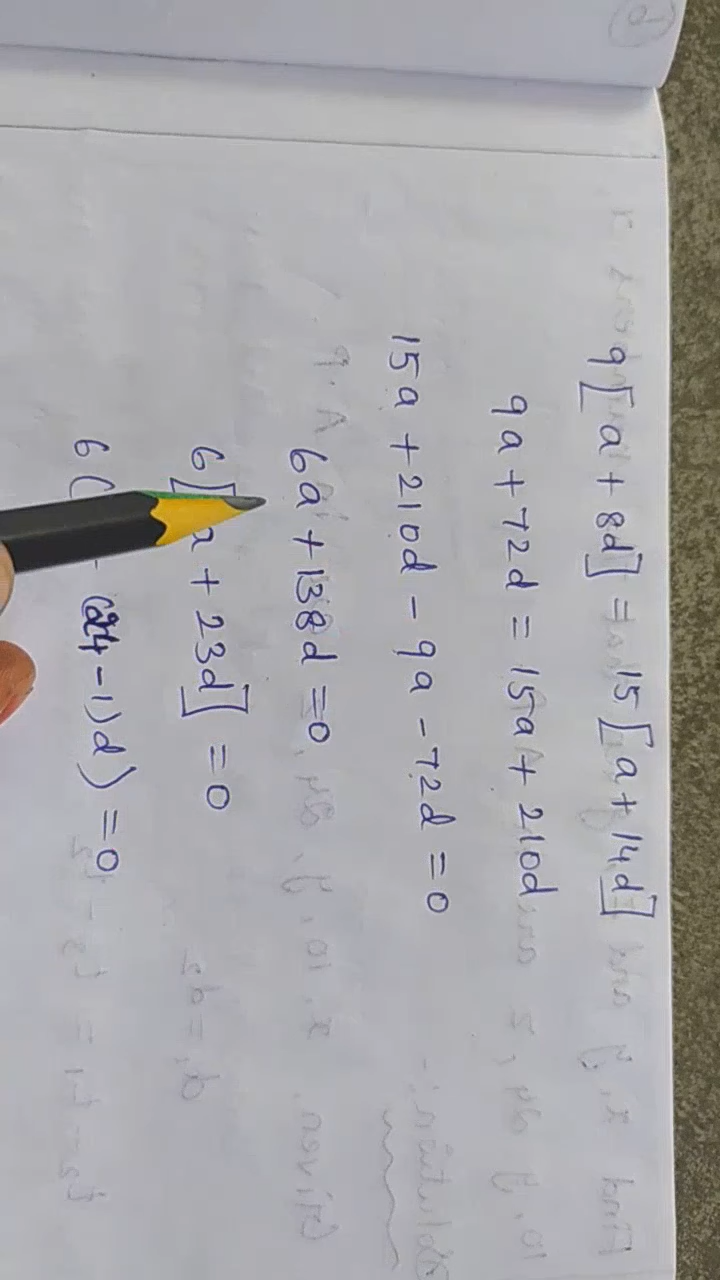 9[a + 8d] = 15[a + 14d]
9a + 72d = 15a + 210d
15a + 210d - 9a - 72d = 0
6a + 138d = 0
6[a + 23d] = 0
6( (24-1)d) = 0